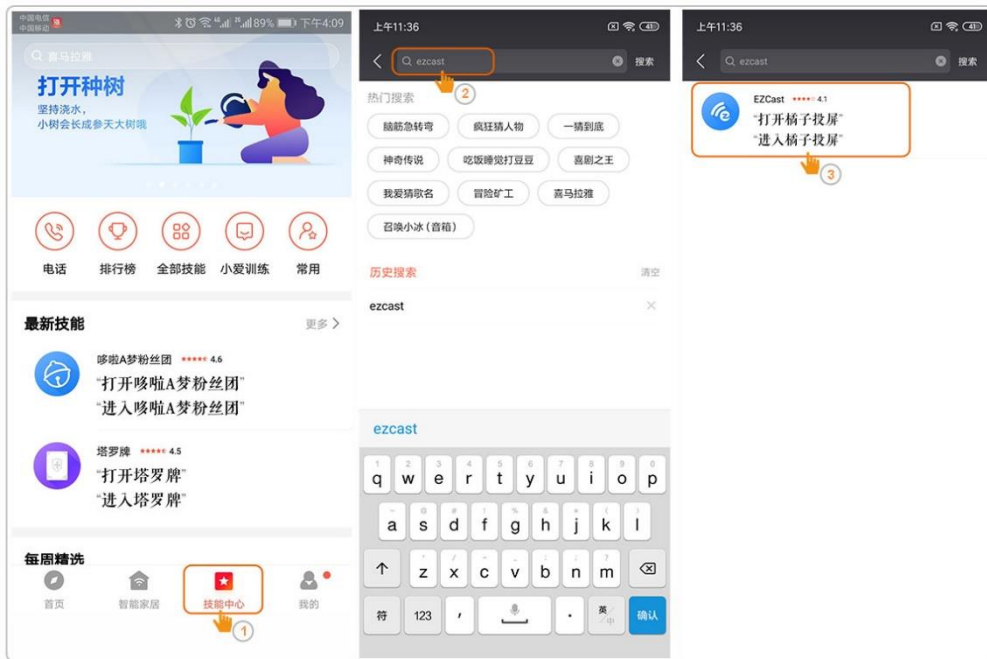 中国电信
中国移动
89%
下午4:09
喜马拉雅
打开种树
坚持浇水，
小树会长成参天大树哦
电话
排行榜
全部技能
小爱训练
常用
最新技能
更多
哆啦A梦粉丝团 4.6
“打开哆啦A梦粉丝团”
“进入哆啦A梦粉丝团”
塔罗牌 4.5
“打开塔罗牌”
“进入塔罗牌”
每周精选
首页
智能家居
技能中心
我的
1
上午11:36
41
ezcast
搜索
2
热门搜索
脑筋急转弯
疯狂猜人物
一猜到底
神奇传说
吃饭睡觉打豆豆
喜剧之王
我爱猜歌名
冒险矿工
喜马拉雅
召唤小冰（音箱）
历史搜索
清空
ezcast
ezcast
1 2 3 4 5 6 7 8 9 0
q w e r t y u i o p
a s d f g h j k l
z x c v b n m
符 123 , . 英/中 确认
上午11:36
41
ezcast
搜索
EZCast 4.1
“打开橘子投屏”
“进入橘子投屏”
3